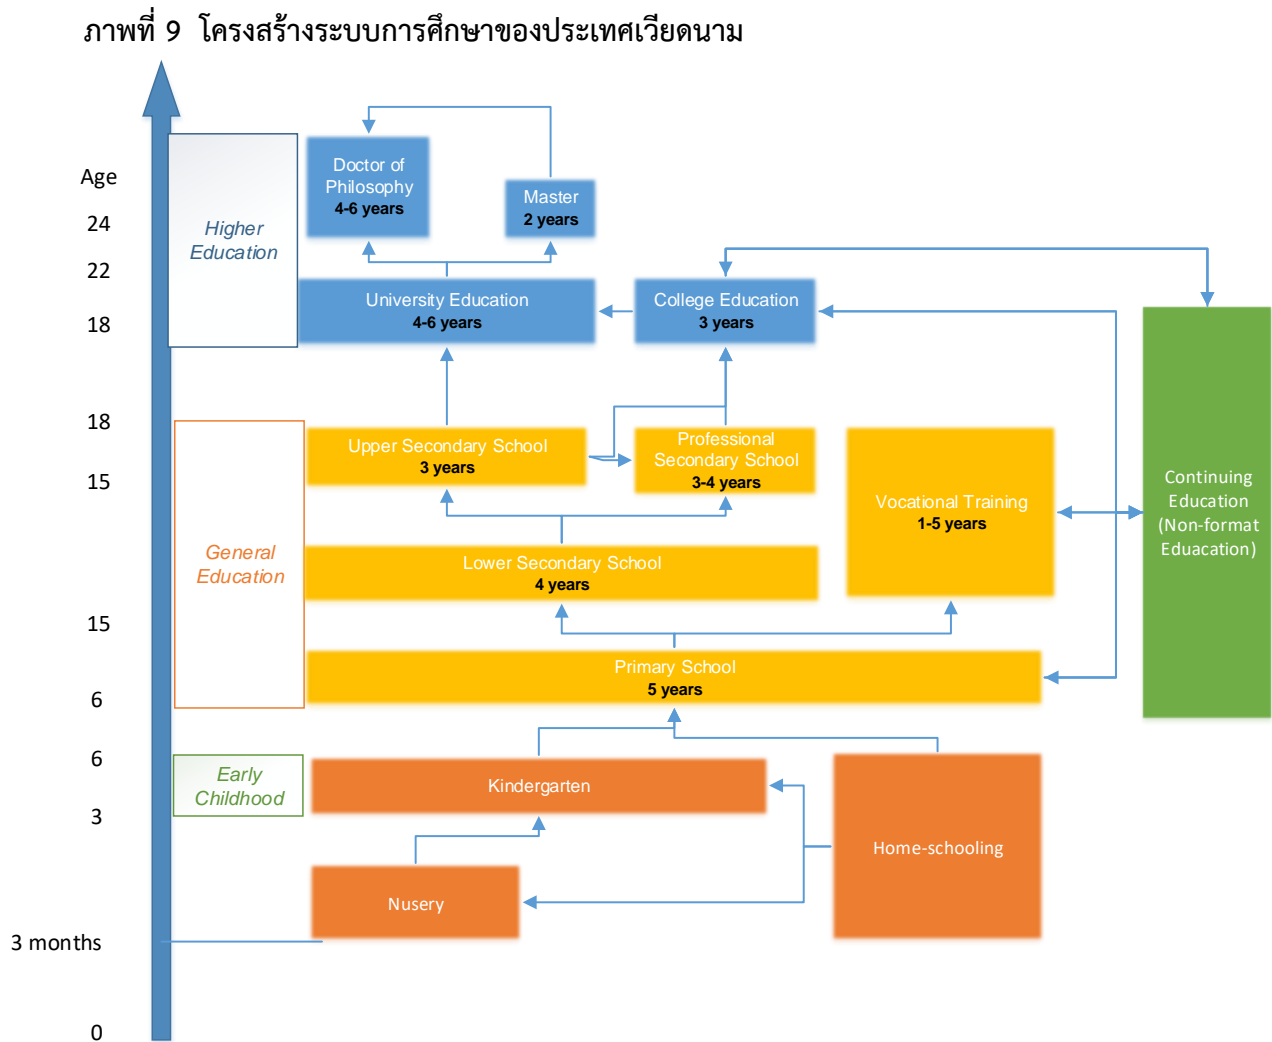 ภาพที่ 9 โครงสร้างระบบการศึกษาของประเทศเวียดนาม
Age
24
22
18
18
15
15
6
6
3
3 months
0
Higher
Education
General
Education
Early
Childhood
Doctor of
Philosophy
4-6 years
Master
2 years
University Education
4-6 years
College Education
3 years
Upper Secondary School
3 years
Professional
Secondary School
3-4 years
Vocational Training
1-5 years
Continuing
Education
(Non-format
Eduacation)
Lower Secondary School
4 years
Primary School
5 years
Kindergarten
Home-schooling
Nusery